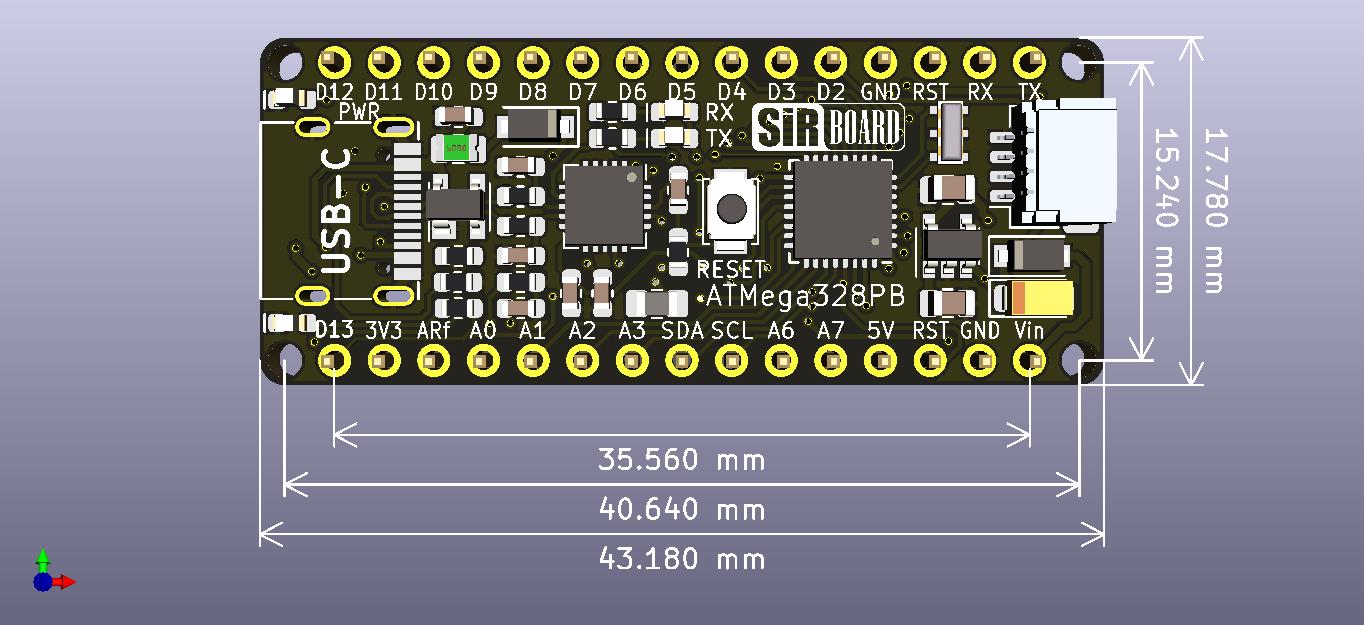 D12 D11 D10 D9 D8 D7 D6 D5 D4 D3 D2 GND RST RX TX
PWR
RX
TX
STR BOARD
USB-C
RESET
ATMega328PB
D13 3V3 ARf A0 A1 A2 A3 SDA SCL A6 A7 5V RST GND Vin
15.240 mm
17.780 mm
35.560 mm
40.640 mm
43.180 mm